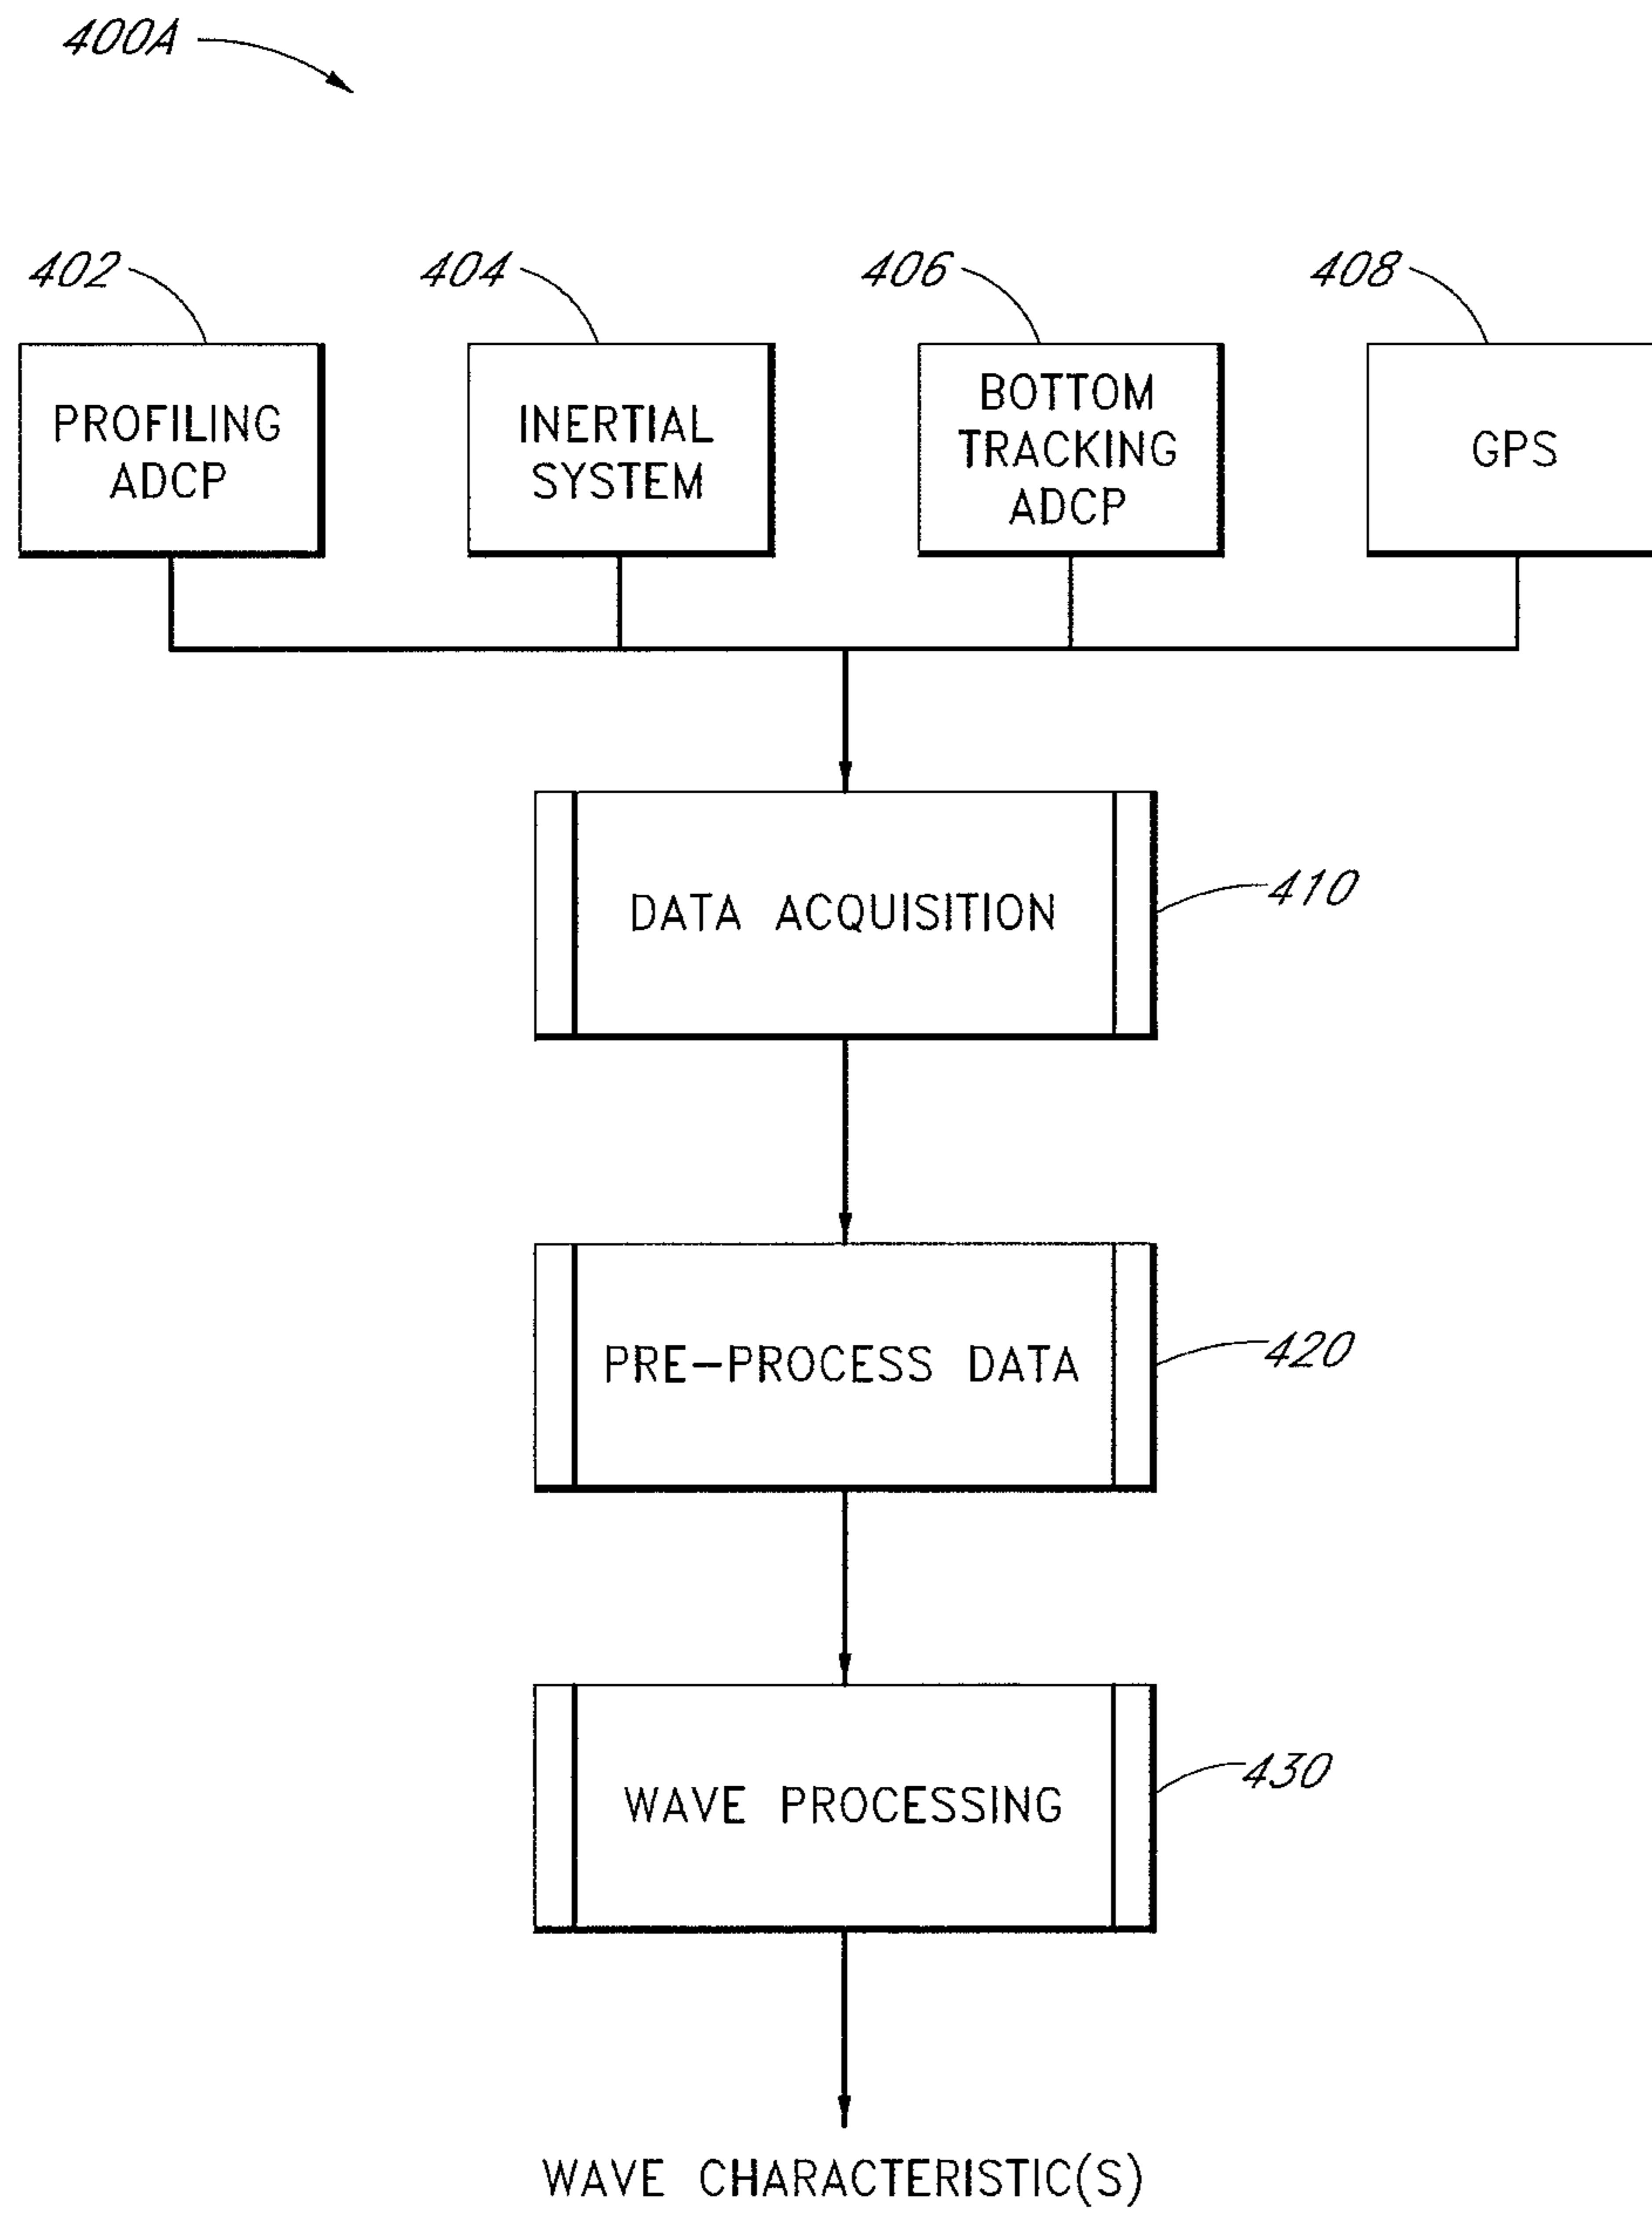 400A
402
404
406
408
PROFILING
ADCP
INERTIAL
SYSTEM
BOTTOM
TRACKING
ADCP
GPS
DATA ACQUISITION
410
PRE-PROCESS DATA
420
WAVE PROCESSING
430
WAVE CHARACTERISTIC(S)